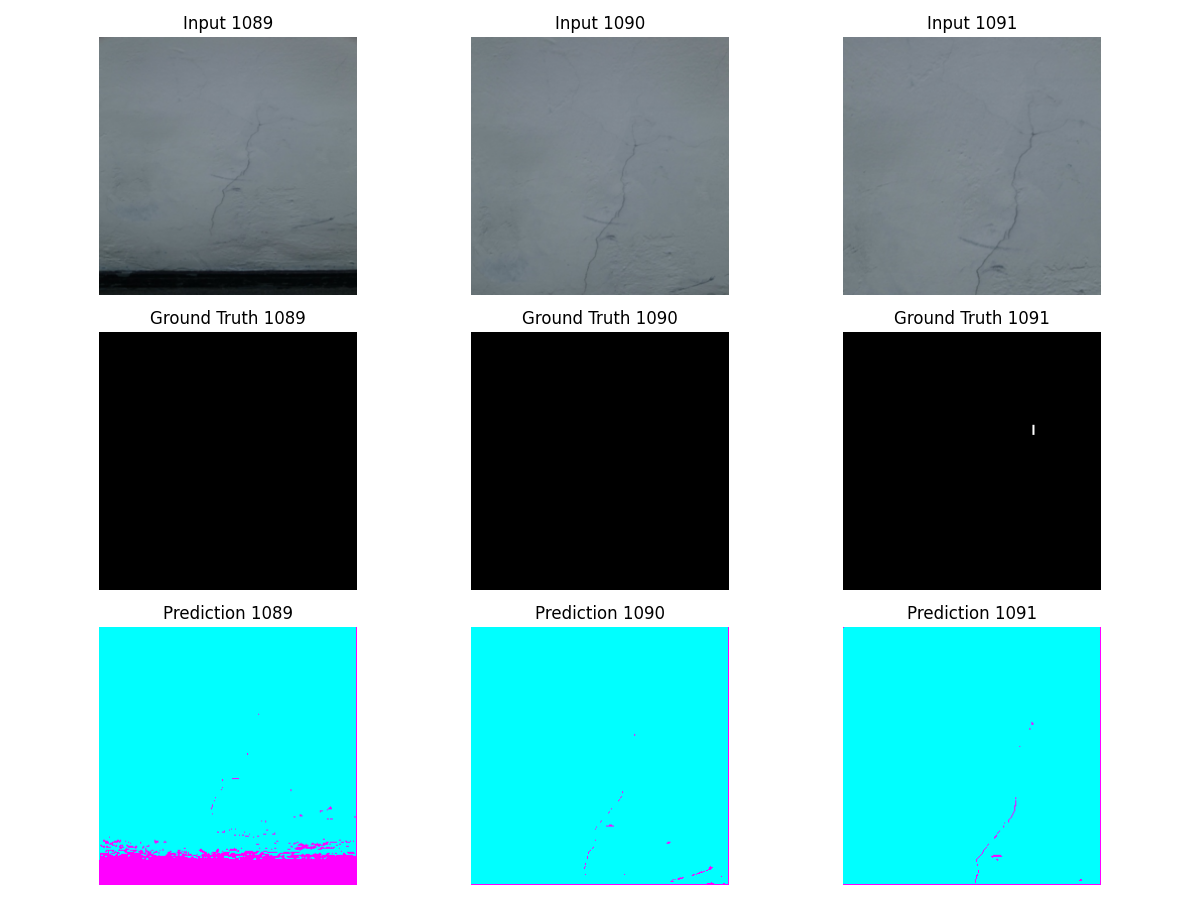 Input 1089
Input 1090
Input 1091
Ground Truth 1089
Ground Truth 1090
Ground Truth 1091
Prediction 1089
Prediction 1090
Prediction 1091